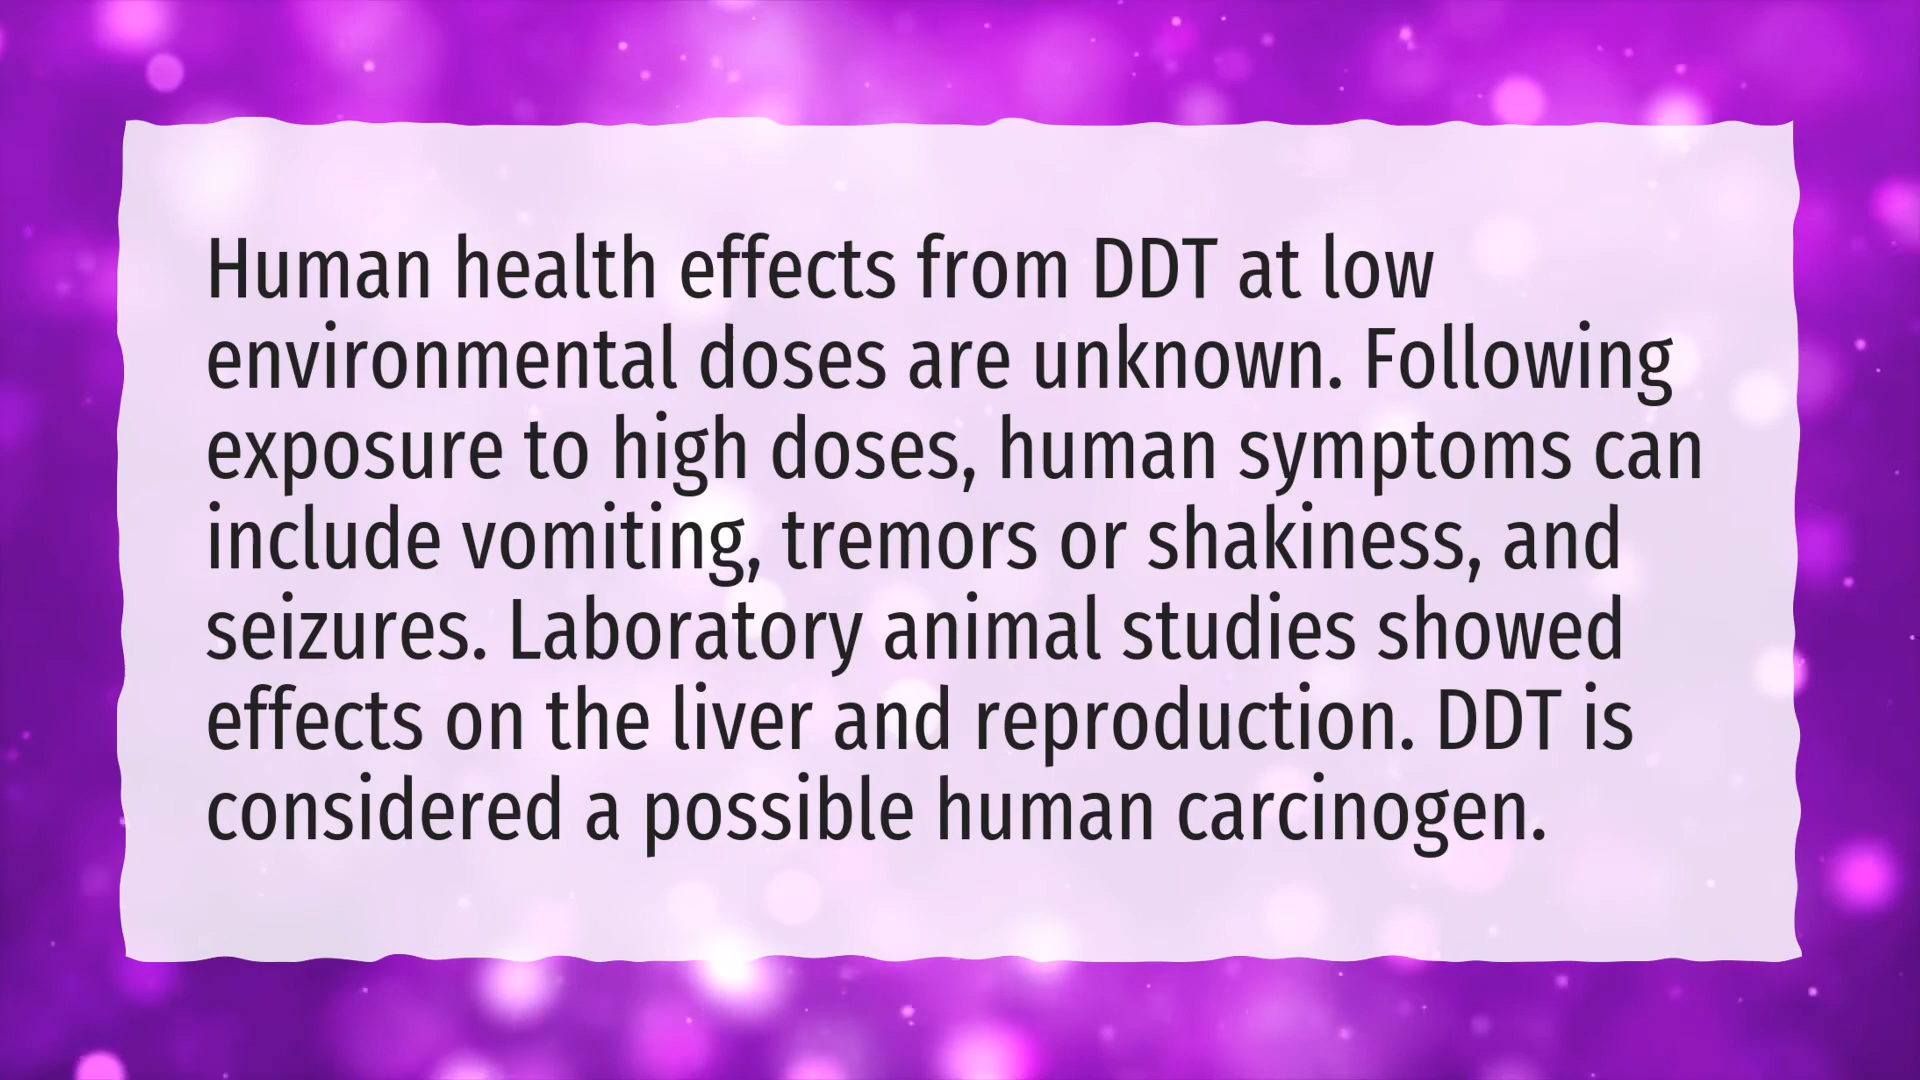 Human health effects from DDT at low
environmental doses are unknown. Following
exposure to high doses, human symptoms can
include vomiting, tremors or shakiness, and
seizures. Laboratory animal studies showed
effects on the liver and reproduction. DDT is
considered a possible human carcinogen.